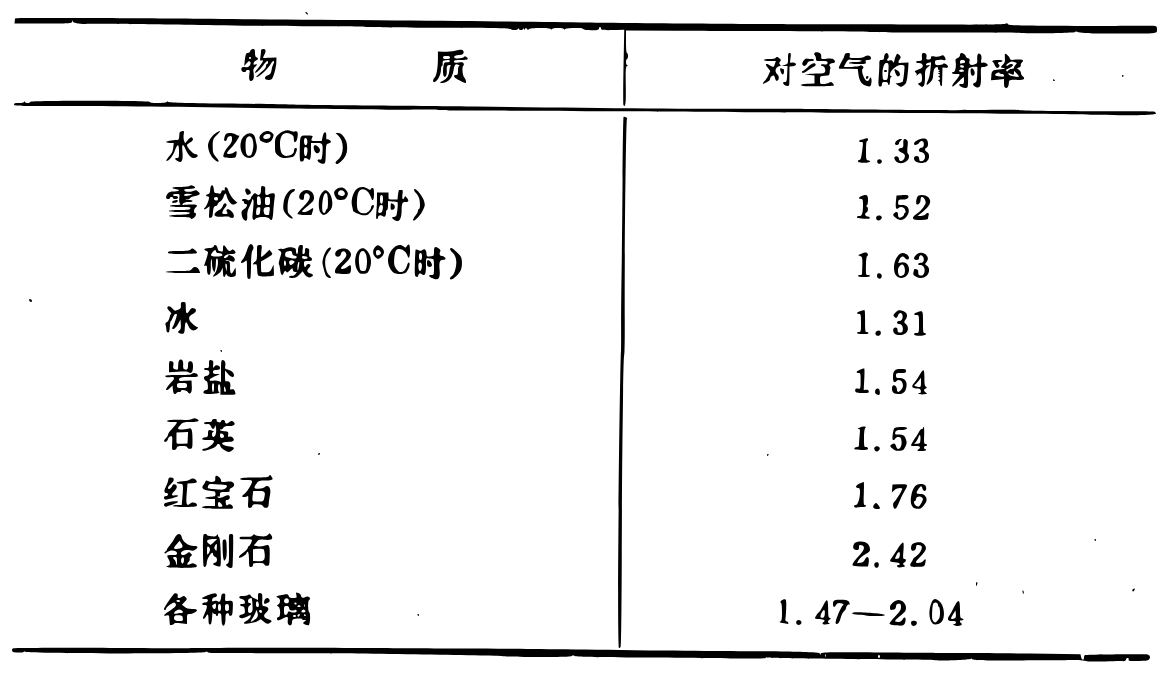 物 质 对空气的折射率
水(20°C时) 1.33
雪松油(20°C时) 1.52
二硫化碳(20°C时) 1.63
冰 1.31
岩盐 1.54
石英 1.54
红宝石 1.76
金刚石 2.42
各种玻璃 1.47—2.04